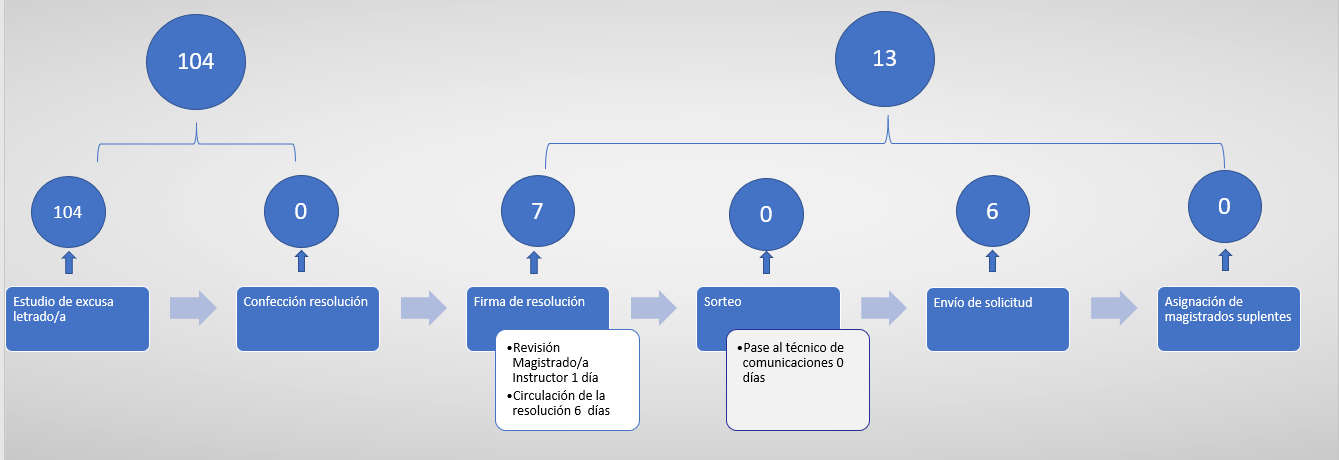 104
13
104
0
7
0
6
0
Estudio de excusa
letrado/a
Confección resolución
Firma de resolución
•Revisión
Magistrado/a
Instructor 1 día
•Circulación de la
resolución 6 días
Sorteo
•Pase al técnico de
comunicaciones 0
días
Envío de solicitud
Asignación de
magistrados suplentes